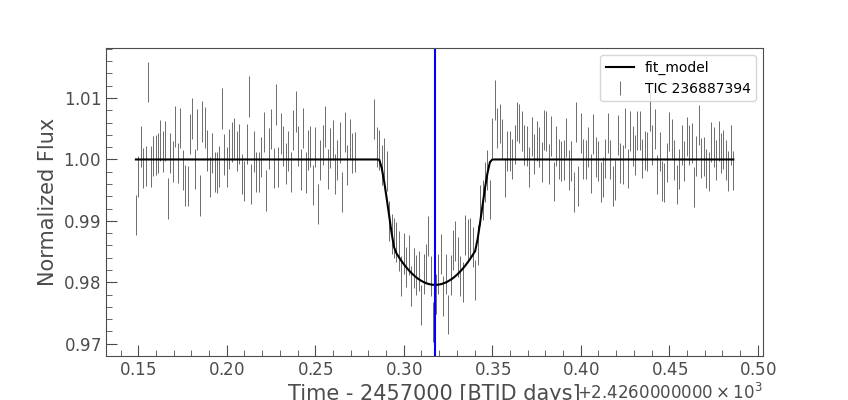 fit_model
TIC 236887394
1.01
1.00
0.99
0.98
0.97
Normalized Flux
0.15 0.20 0.25 0.30 0.35 0.40 0.45 0.50
Time - 2457000 [BTJD days]
+2.4260000000 × 10³